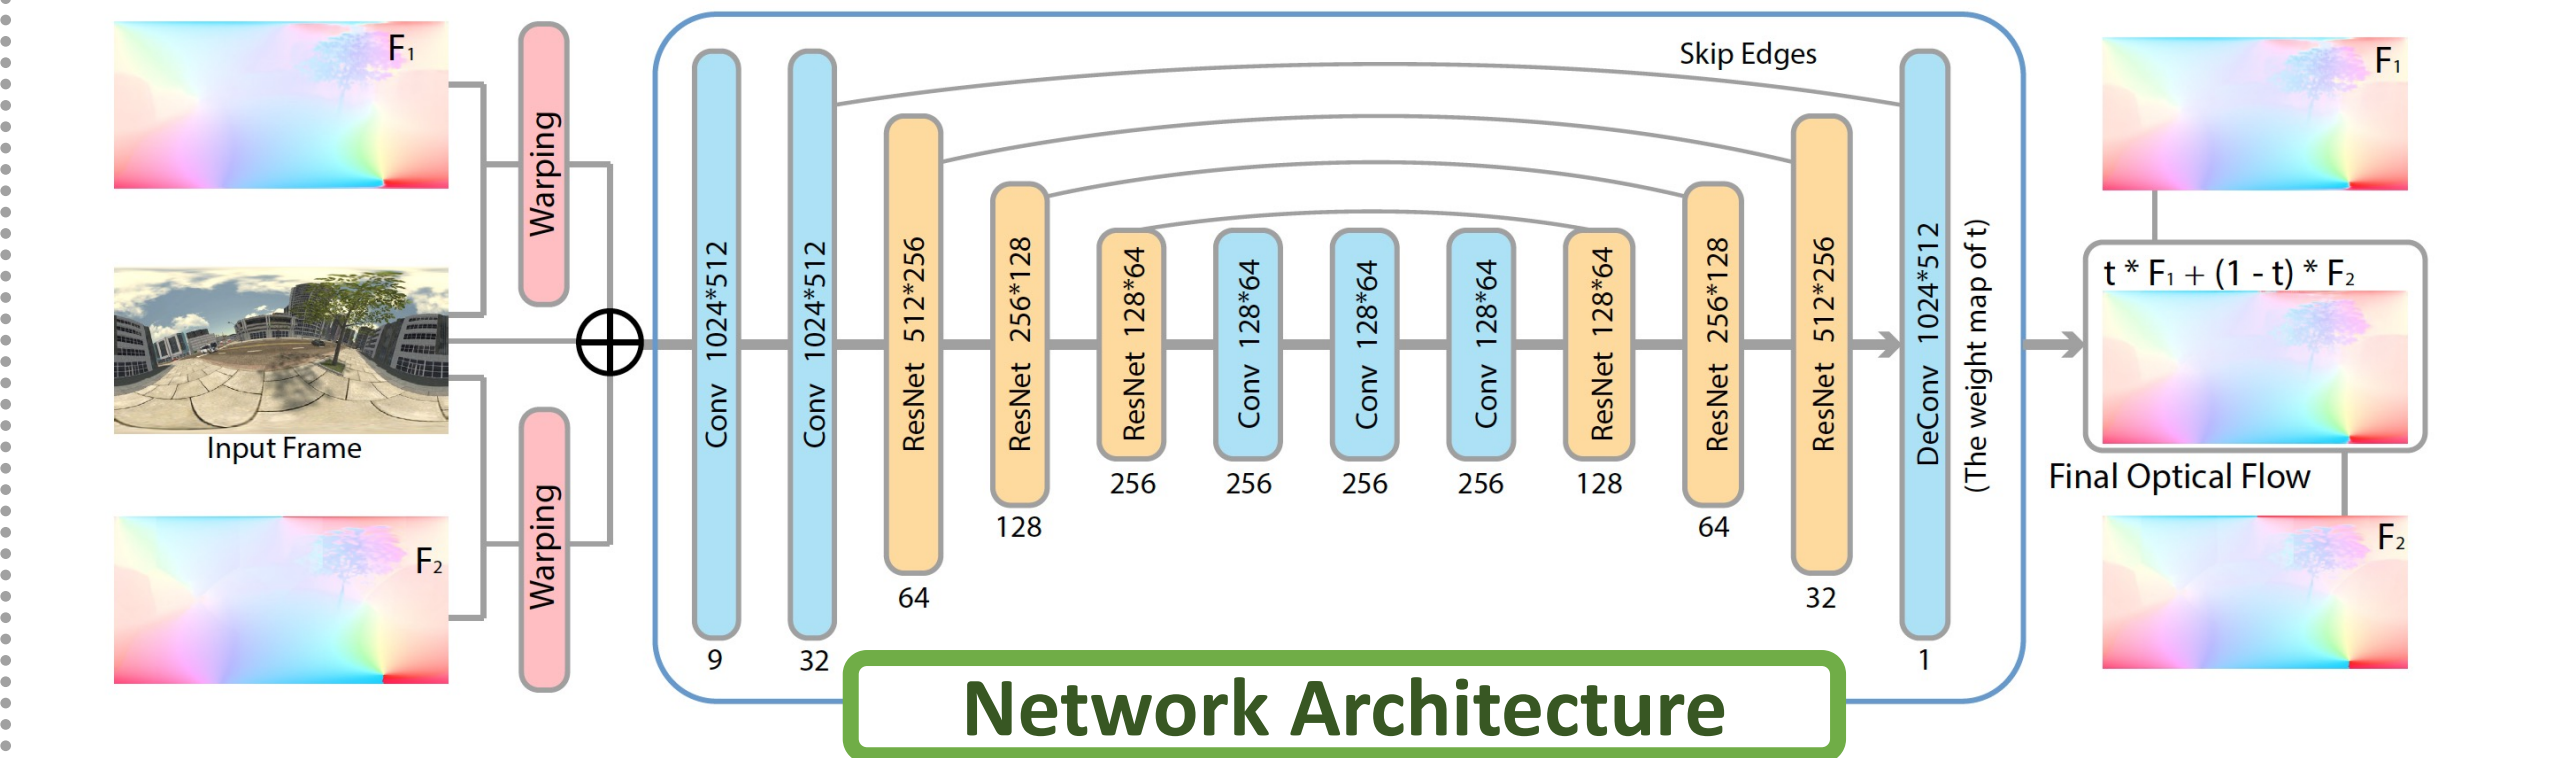 F1
Warping
Input Frame
F2
Warping
Skip Edges
Conv 1024*512
9
Conv 1024*512
32
ResNet 512*256
64
ResNet 256*128
128
ResNet 128*64
256
Conv 128*64
256
Conv 128*64
256
Conv 128*64
256
ResNet 128*64
128
ResNet 256*128
64
ResNet 512*256
32
DeConv 1024*512
(The weight map of t)
1
Network Architecture
F1
t * F1 + (1 - t) * F2
Final Optical Flow
F2